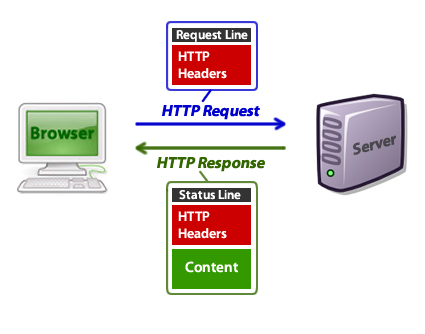 Request Line
HTTP
Headers
HTTP Request
Browser
Server
HTTP Response
Status Line
HTTP
Headers
Content